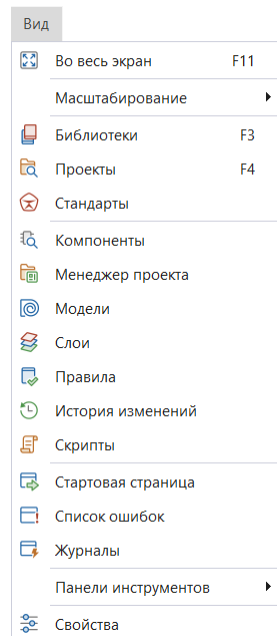 Вид
Во весь экран F11
Масштабирование
Библиотеки F3
Проекты F4
Стандарты
Компоненты
Менеджер проекта
Модели
Слои
Правила
История изменений
Скрипты
Стартовая страница
Список ошибок
Журналы
Панели инструментов
Свойства